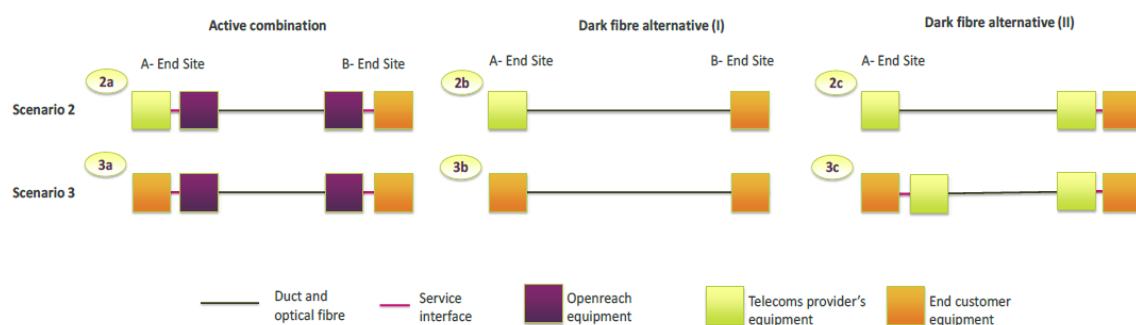 Active combination
Dark fibre alternative (I)
Dark fibre alternative (II)
A- End Site
B- End Site
A- End Site
B- End Site
A- End Site
2a
2b
2c
Scenario 2
3a
3b
3c
Scenario 3
Duct and
optical fibre
Service
interface
Openreach
equipment
Telecoms provider's
equipment
End customer
equipment